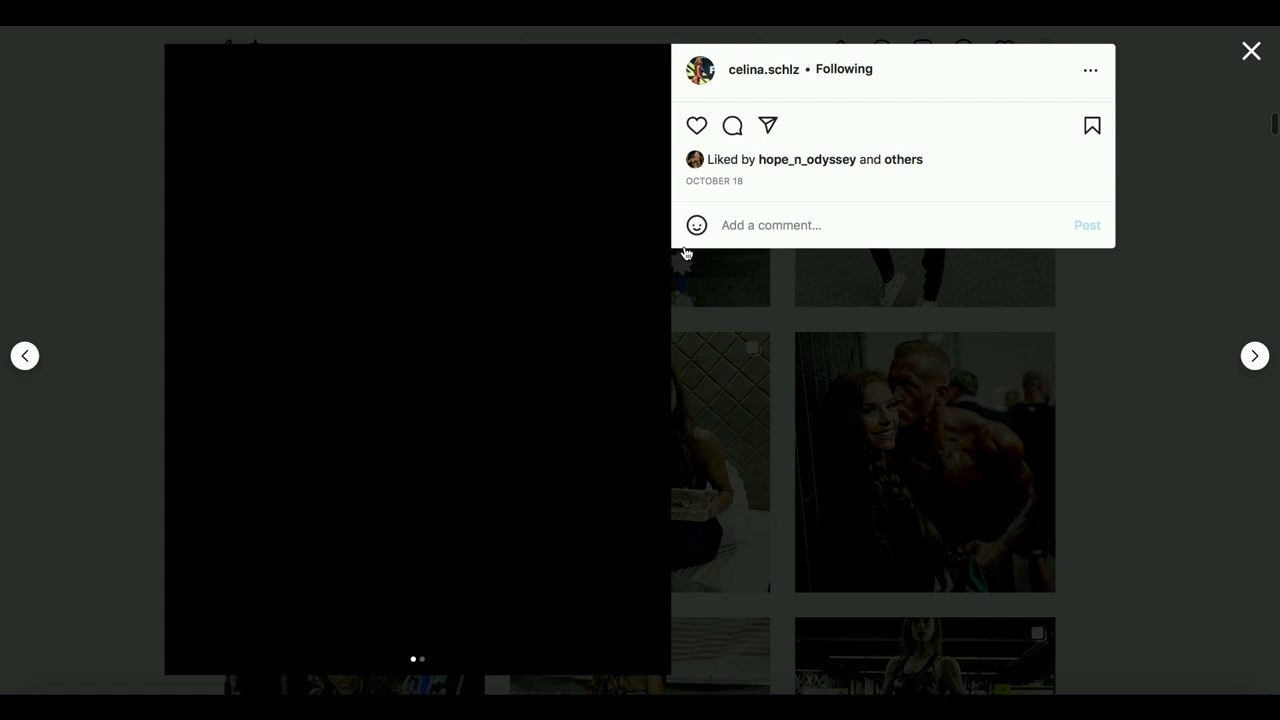 celina.schlz • Following
Liked by hope_n_odyssey and others
OCTOBER 18
Add a comment...
Post